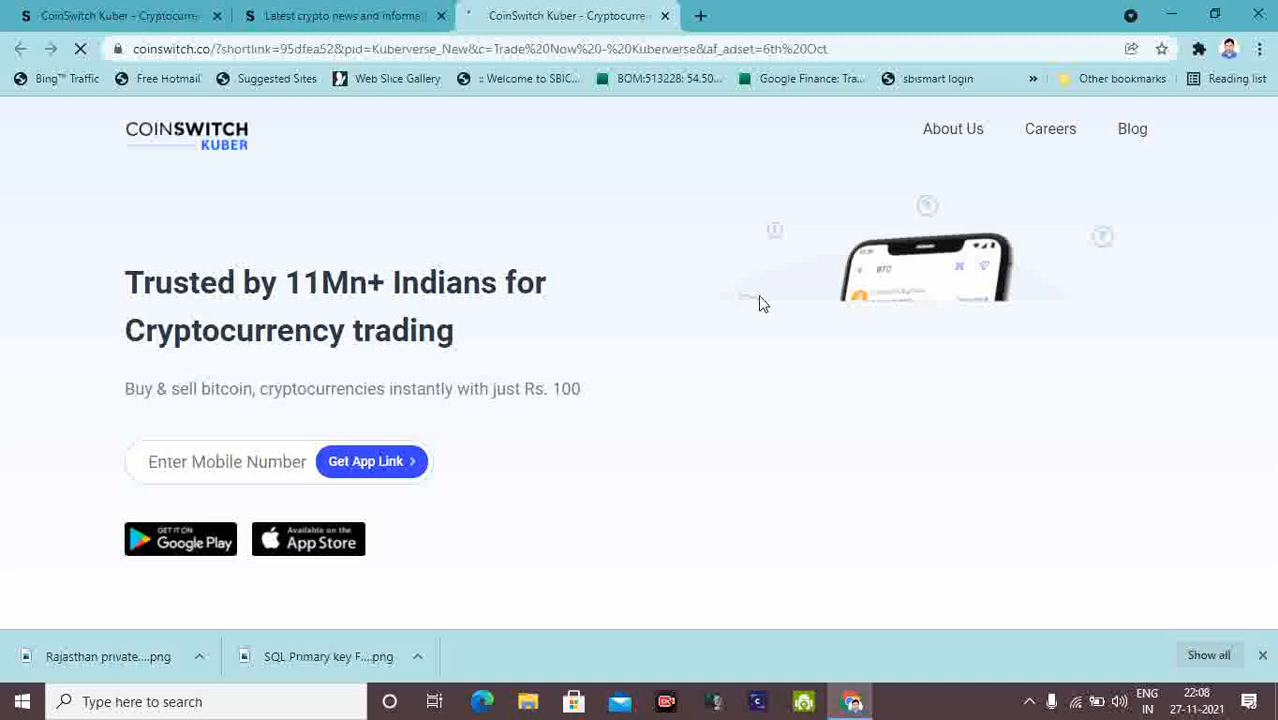 CoinSwitch Kuber - Cryptocurre
Latest crypto news and informa
CoinSwitch Kuber - Cryptocurre
coinswitch.co/?shortlink=95dfea52&pid=Kuberverse_New&c=Trade%20Now%20-%20Kuberverse&af_adset=6th%20Oct
Bing™ Traffic
Free Hotmail
Suggested Sites
Web Slice Gallery
:: Welcome to SBIC...
BOM:513228: 54.50...
Google Finance: Tra...
sbismart login
»
Other bookmarks
Reading list
COINSWITCH
KUBER
About Us
Careers
Blog
BTC
Trusted by 11Mn+ Indians for
Cryptocurrency trading
Buy & sell bitcoin, cryptocurrencies instantly with just Rs. 100
Enter Mobile Number
Get App Link >
GET IT ON
Google Play
Available on the
App Store
Rajasthan private....png
SQL Primary key F....png
Show all
Type here to search
ENG
IN
22:08
27-11-2021